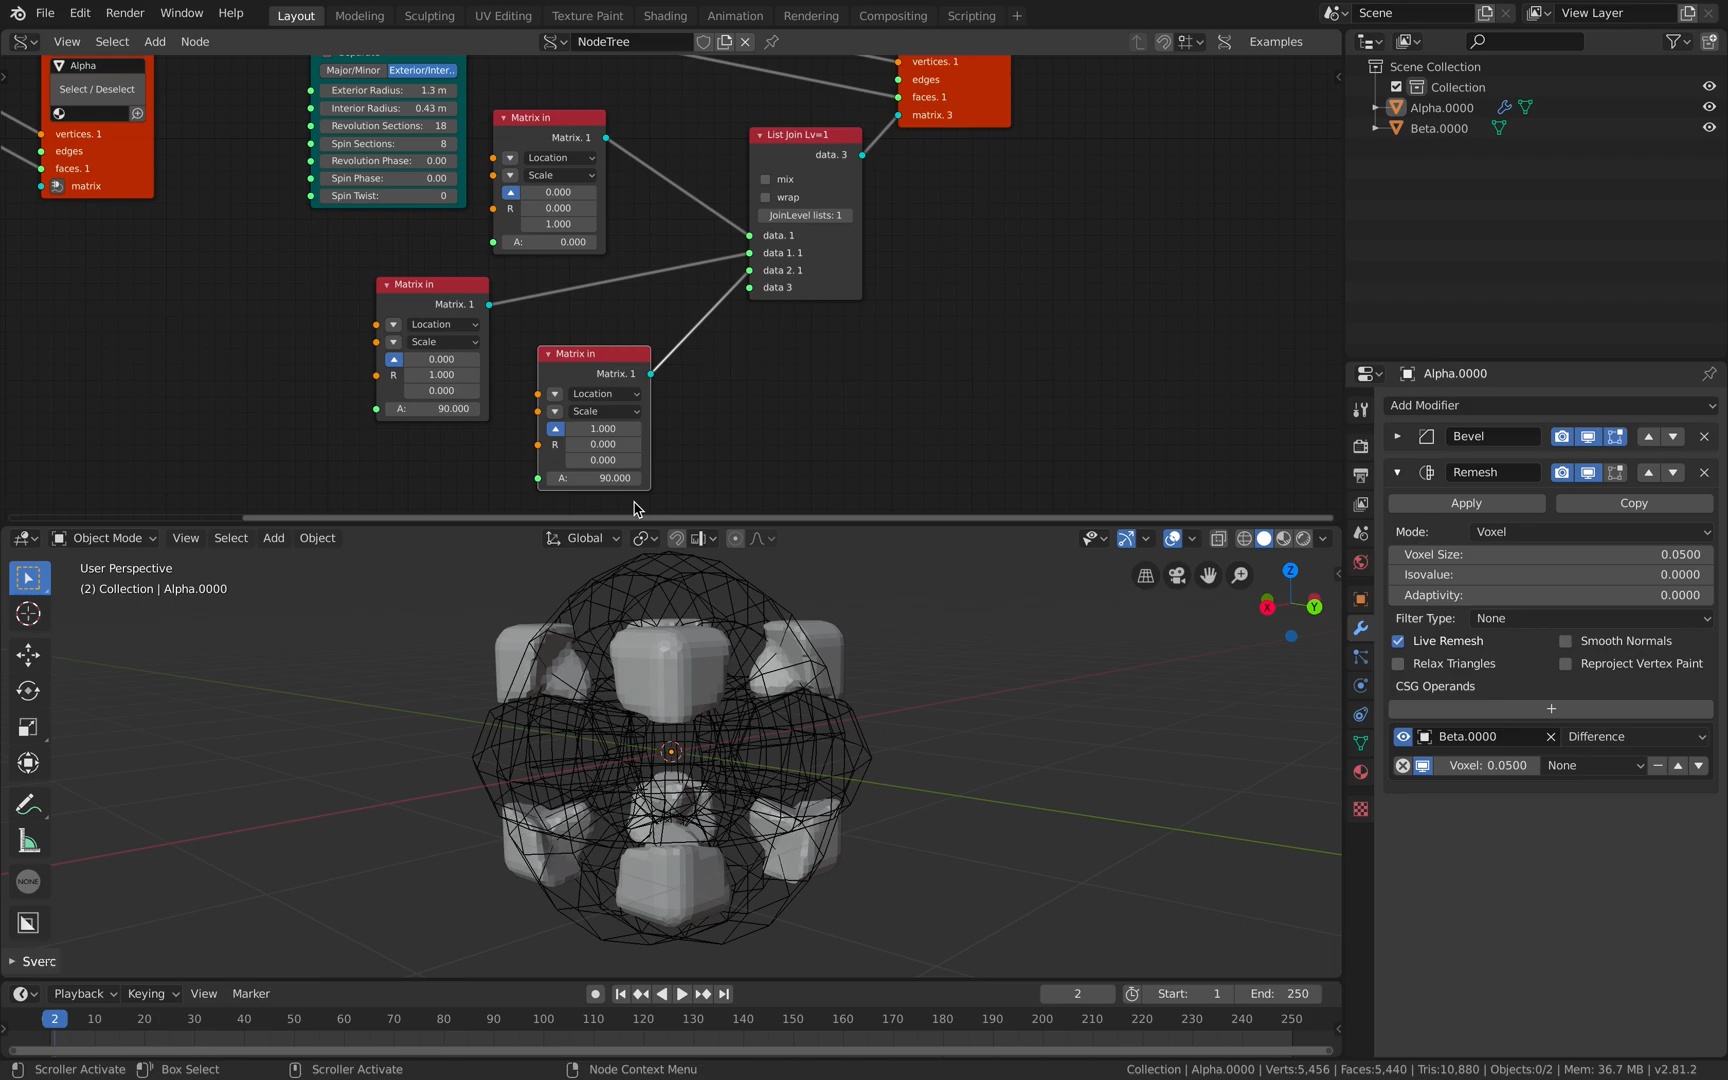 File Edit Render Window Help Layout Modeling Sculpting UV Editing Texture Paint Shading Animation Rendering Compositing Scripting + Scene View Layer
View Select Add Node NodeTree Examples
Scene Collection
Collection
Alpha.0000
Beta.0000
Alpha
Select / Deselect
vertices. 1
edges
faces. 1
matrix
Major/Minor Exterior/Inter..
Exterior Radius: 1.3 m
Interior Radius: 0.43 m
Revolution Sections: 18
Spin Sections: 8
Revolution Phase: 0.00
Spin Phase: 0.00
Spin Twist: 0
Matrix in
Matrix. 1
Location
Scale
0.000
R 0.000
1.000
A: 0.000
Matrix in
Matrix. 1
Location
Scale
0.000
R 1.000
0.000
A: 90.000
Matrix in
Matrix. 1
Location
Scale
1.000
R 0.000
0.000
A: 90.000
List Join Lv=1
data. 3
mix
wrap
JoinLevel lists: 1
data. 1
data 1. 1
data 2. 1
data 3
vertices. 1
edges
faces. 1
matrix. 3
Alpha.0000
Add Modifier
Bevel
Remesh
Apply Copy
Mode: Voxel
Voxel Size: 0.0500
Isovalue: 0.0000
Adaptivity: 0.0000
Filter Type: None
Live Remesh Smooth Normals
Relax Triangles Reproject Vertex Paint
CSG Operands
+
Beta.0000 Difference
Voxel: 0.0500 None
Object Mode View Select Add Object Global
User Perspective
(2) Collection | Alpha.0000
Z
X Y
NONE
Sverc
Playback Keying View Marker 2 Start: 1 End: 250
2 10 20 30 40 50 60 70 80 90 100 110 120 130 140 150 160 170 180 190 200 210 220 230 240 250
Scroller Activate Box Select Scroller Activate Node Context Menu Collection | Alpha.0000 | Verts:5,456 | Faces:5,440 | Tris:10,880 | Objects:0/2 | Mem: 36.7 MB | v2.81.2